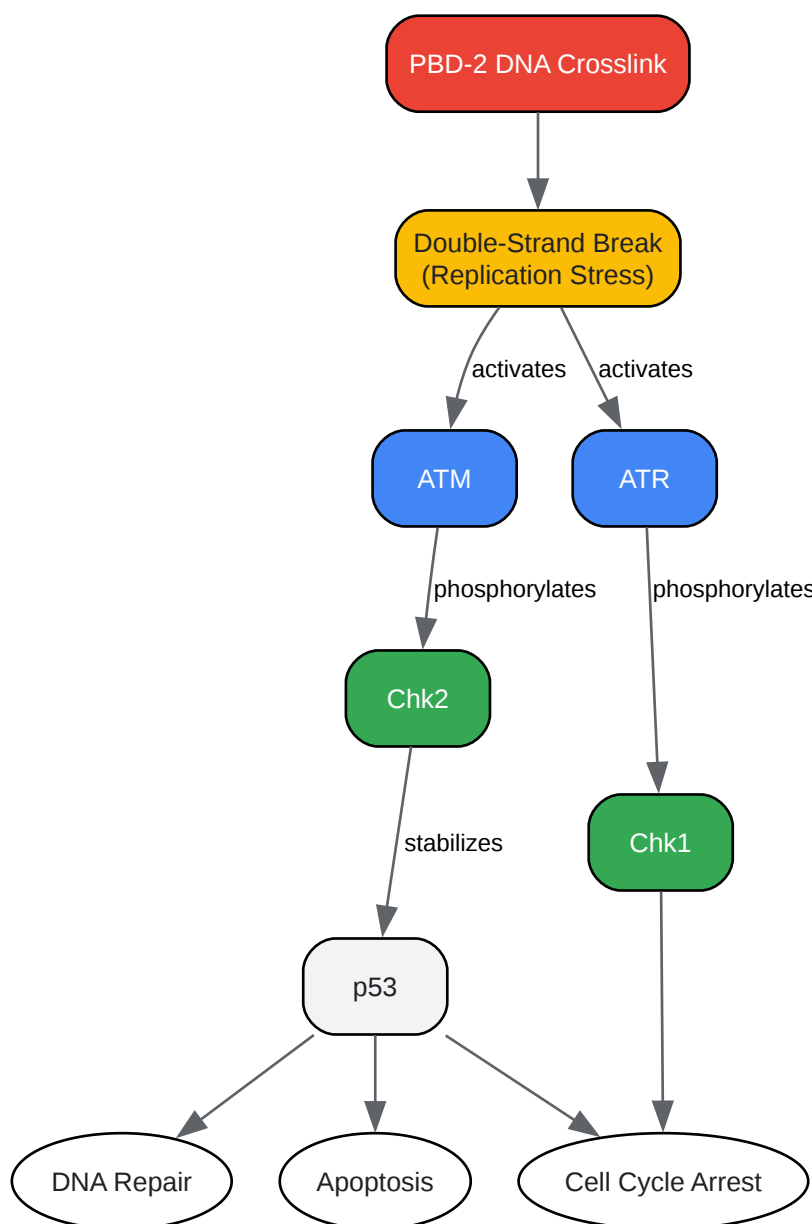 PBD-2 DNA Crosslink
Double-Strand Break
(Replication Stress)
activates
activates
ATM
ATR
phosphorylates
phosphorylates
Chk2
Chk1
stabilizes
p53
DNA Repair
Apoptosis
Cell Cycle Arrest